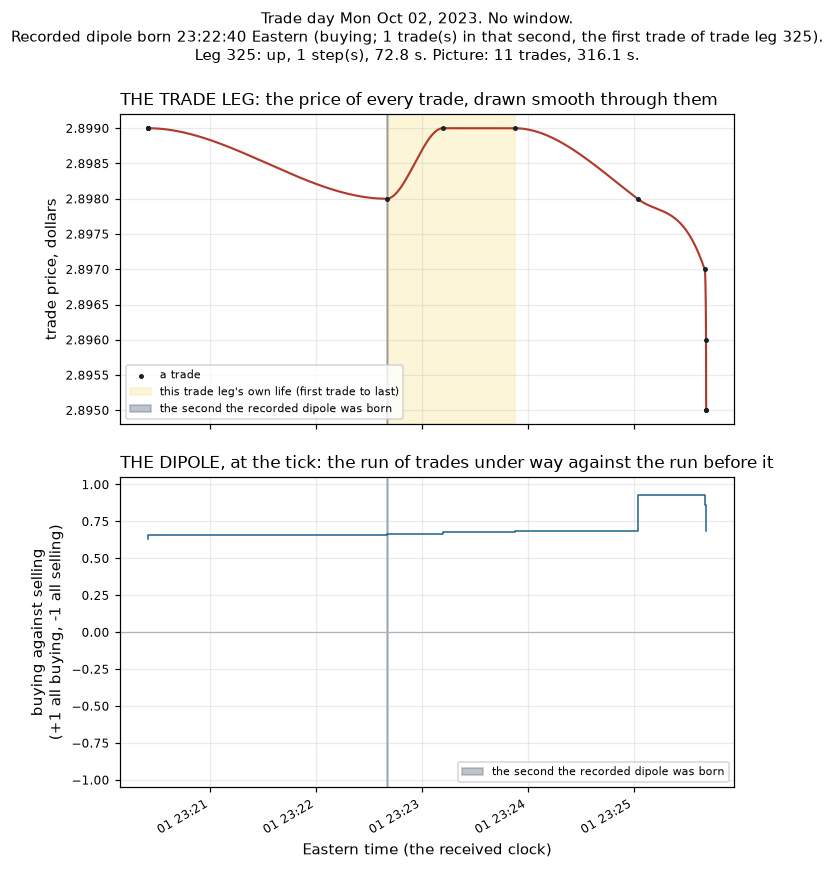 Trade day Mon Oct 02, 2023. No window.
Recorded dipole born 23:22:40 Eastern (buying; 1 trade(s) in that second, the first trade of trade leg 325).
Leg 325: up, 1 step(s), 72.8 s. Picture: 11 trades, 316.1 s.
THE TRADE LEG: the price of every trade, drawn smooth through them
trade price, dollars
2.8990
2.8985
2.8980
2.8975
2.8970
2.8965
2.8960
2.8955
2.8950
a trade
this trade leg's own life (first trade to last)
the second the recorded dipole was born
THE DIPOLE, at the tick: the run of trades under way against the run before it
buying against selling
(+1 all buying, -1 all selling)
1.00
0.75
0.50
0.25
0.00
−0.25
−0.50
−0.75
−1.00
the second the recorded dipole was born
01 23:21
01 23:22
01 23:23
01 23:24
01 23:25
Eastern time (the received clock)